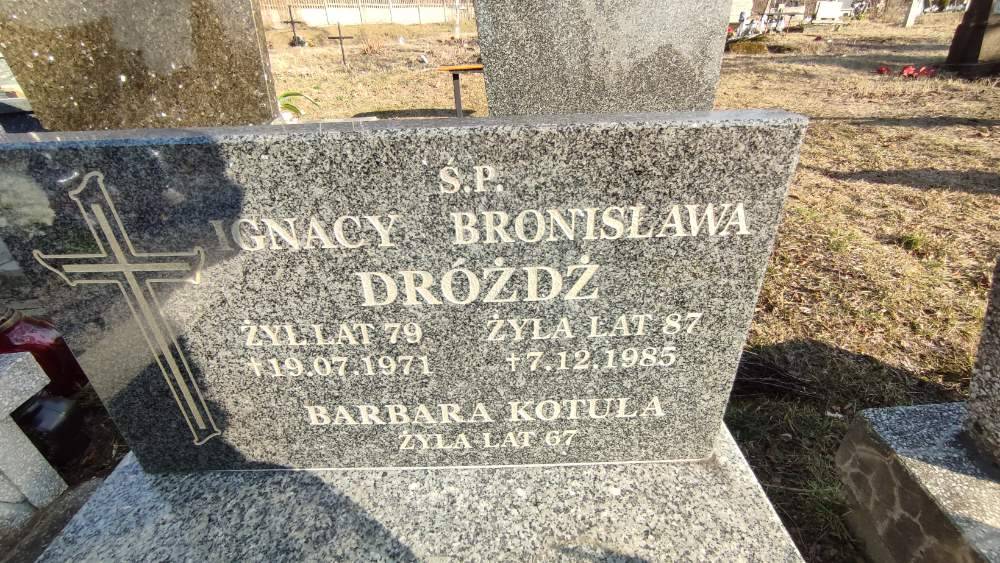 Ś.P.
IGNACY BRONISŁAWA
DRÓŻDŻ
ŻYŁ LAT 79 ŻYŁA LAT 87
†19.07.1971 †7.12.1985
BARBARA KOTUŁA
ŻYŁA LAT 67